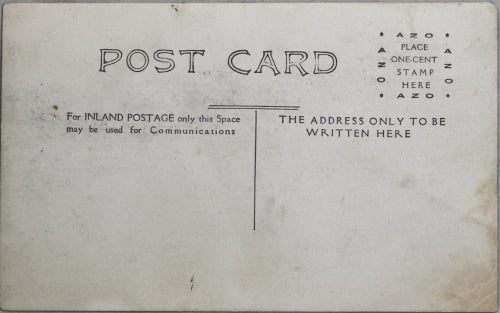 POST CARD
AZO
AZO
AZO
AZO
PLACE
ONE-CENT
STAMP
HERE
For INLAND POSTAGE only this Space
may be used for Communications
THE ADDRESS ONLY TO BE
WRITTEN HERE